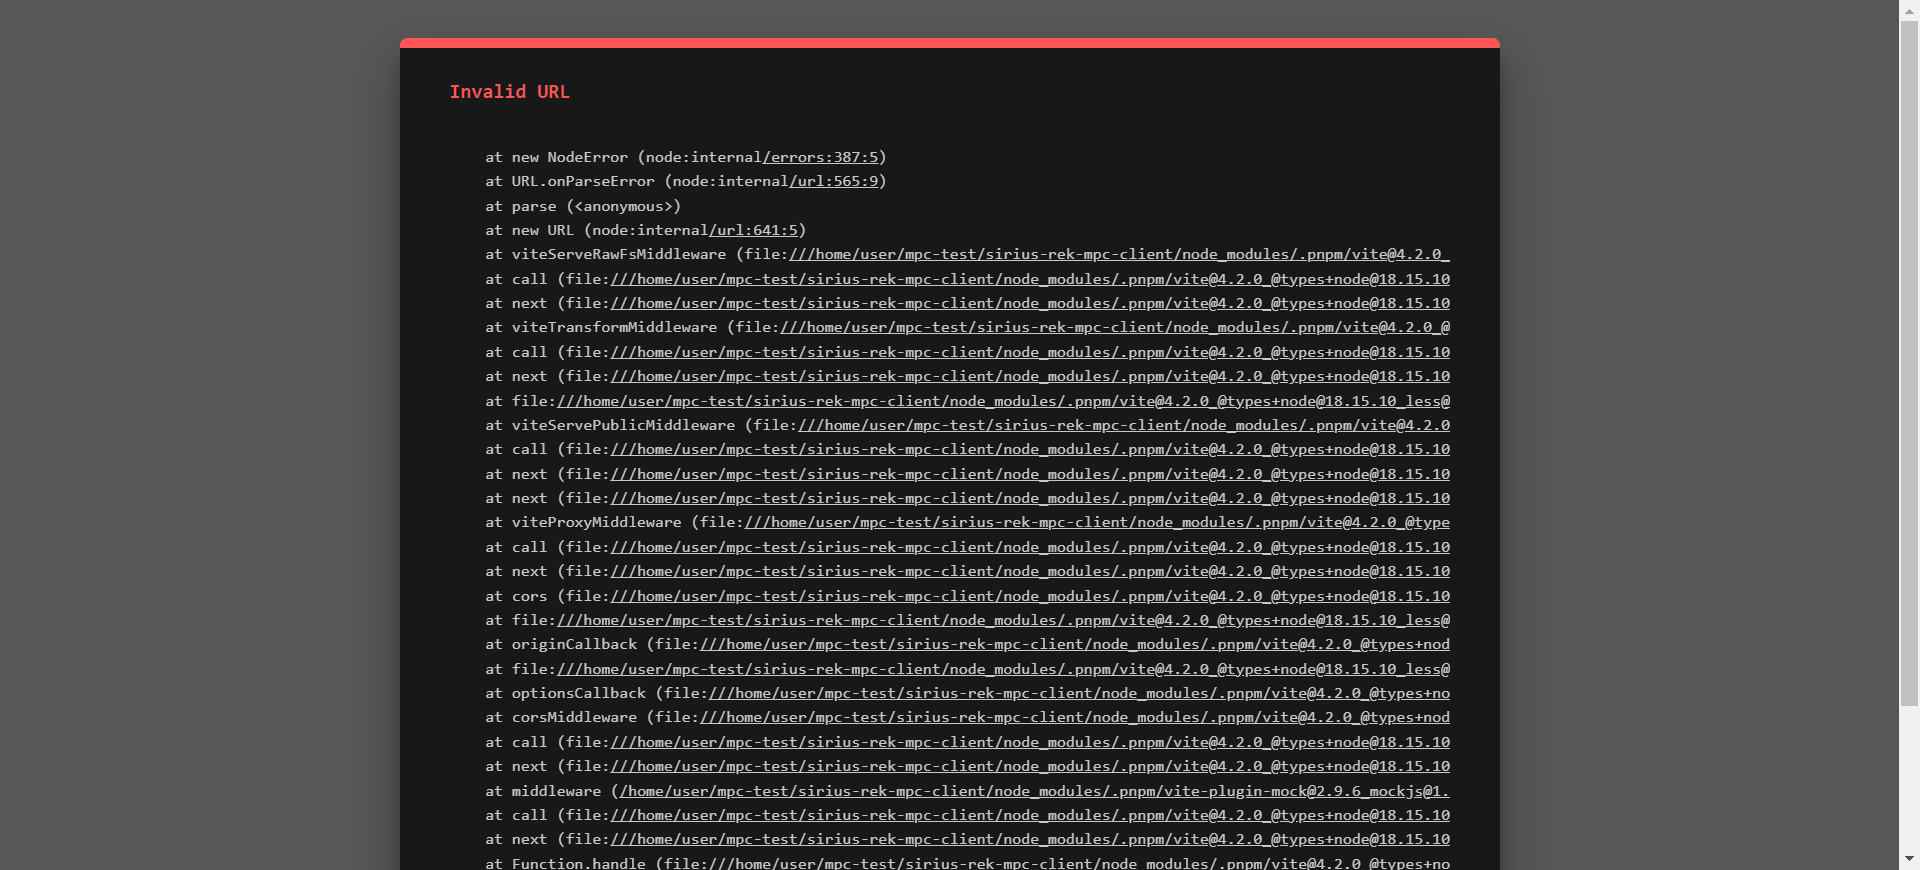 Invalid URL
at new NodeError (node:internal/errors:387:5)
at URL.onParseError (node:internal/url:565:9)
at parse (<anonymous>)
at new URL (node:internal/url:641:5)
at viteServeRawFsMiddleware (file:///home/user/mpc-test/sirius-rek-mpc-client/node_modules/.pnpm/vite@4.2.0_
at call (file:///home/user/mpc-test/sirius-rek-mpc-client/node_modules/.pnpm/vite@4.2.0_@types+node@18.15.10
at next (file:///home/user/mpc-test/sirius-rek-mpc-client/node_modules/.pnpm/vite@4.2.0_@types+node@18.15.10
at viteTransformMiddleware (file:///home/user/mpc-test/sirius-rek-mpc-client/node_modules/.pnpm/vite@4.2.0_@
at call (file:///home/user/mpc-test/sirius-rek-mpc-client/node_modules/.pnpm/vite@4.2.0_@types+node@18.15.10
at next (file:///home/user/mpc-test/sirius-rek-mpc-client/node_modules/.pnpm/vite@4.2.0_@types+node@18.15.10
at file:///home/user/mpc-test/sirius-rek-mpc-client/node_modules/.pnpm/vite@4.2.0_@types+node@18.15.10_less@
at viteServePublicMiddleware (file:///home/user/mpc-test/sirius-rek-mpc-client/node_modules/.pnpm/vite@4.2.0
at call (file:///home/user/mpc-test/sirius-rek-mpc-client/node_modules/.pnpm/vite@4.2.0_@types+node@18.15.10
at next (file:///home/user/mpc-test/sirius-rek-mpc-client/node_modules/.pnpm/vite@4.2.0_@types+node@18.15.10
at next (file:///home/user/mpc-test/sirius-rek-mpc-client/node_modules/.pnpm/vite@4.2.0_@types+node@18.15.10
at viteProxyMiddleware (file:///home/user/mpc-test/sirius-rek-mpc-client/node_modules/.pnpm/vite@4.2.0_@type
at call (file:///home/user/mpc-test/sirius-rek-mpc-client/node_modules/.pnpm/vite@4.2.0_@types+node@18.15.10
at next (file:///home/user/mpc-test/sirius-rek-mpc-client/node_modules/.pnpm/vite@4.2.0_@types+node@18.15.10
at cors (file:///home/user/mpc-test/sirius-rek-mpc-client/node_modules/.pnpm/vite@4.2.0_@types+node@18.15.10
at file:///home/user/mpc-test/sirius-rek-mpc-client/node_modules/.pnpm/vite@4.2.0_@types+node@18.15.10_less@
at originCallback (file:///home/user/mpc-test/sirius-rek-mpc-client/node_modules/.pnpm/vite@4.2.0_@types+nod
at file:///home/user/mpc-test/sirius-rek-mpc-client/node_modules/.pnpm/vite@4.2.0_@types+node@18.15.10_less@
at optionsCallback (file:///home/user/mpc-test/sirius-rek-mpc-client/node_modules/.pnpm/vite@4.2.0_@types+no
at corsMiddleware (file:///home/user/mpc-test/sirius-rek-mpc-client/node_modules/.pnpm/vite@4.2.0_@types+nod
at call (file:///home/user/mpc-test/sirius-rek-mpc-client/node_modules/.pnpm/vite@4.2.0_@types+node@18.15.10
at next (file:///home/user/mpc-test/sirius-rek-mpc-client/node_modules/.pnpm/vite@4.2.0_@types+node@18.15.10
at middleware (/home/user/mpc-test/sirius-rek-mpc-client/node_modules/.pnpm/vite-plugin-mock@2.9.6_mockjs@1.
at call (file:///home/user/mpc-test/sirius-rek-mpc-client/node_modules/.pnpm/vite@4.2.0_@types+node@18.15.10
at next (file:///home/user/mpc-test/sirius-rek-mpc-client/node_modules/.pnpm/vite@4.2.0_@types+node@18.15.10
at Function.handle (file:///home/user/mpc-test/sirius-rek-mpc-client/node_modules/.pnpm/vite@4.2.0_@types+no